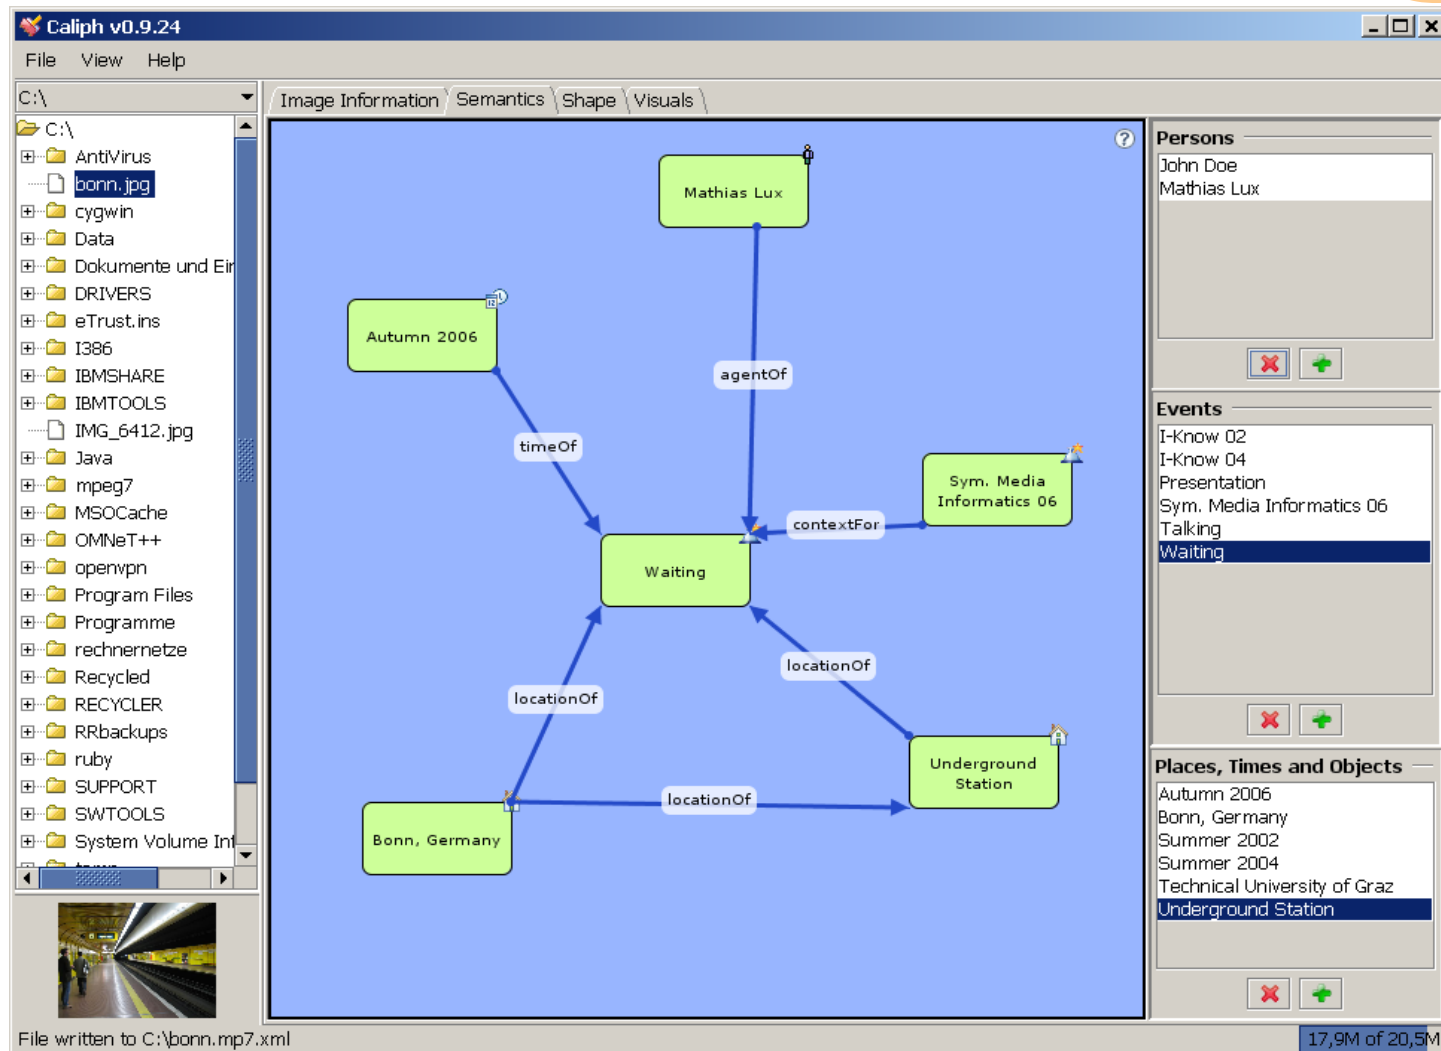 Caliph v0.9.24
File View Help
C:\
Image Information Semantics Shape Visuals
C:\
AntiVirus
bonn.jpg
cygwin
Data
Dokumente und Eir
DRIVERS
eTrust.ins
I386
IBMSHARE
IBMTOOLS
IMG_6412.jpg
Java
mpeg7
MSOCache
OMNeT++
openvpn
Program Files
Programme
rechnernetze
Recycled
RECYCLER
RRbackups
ruby
SUPPORT
SWTOOLS
System Volume Inf
Mathias Lux
Autumn 2006
agentOf
timeOf
Sym. Media
Informatics 06
contextFor
Waiting
locationOf
locationOf
Underground
Station
locationOf
Bonn, Germany
Persons
John Doe
Mathias Lux
Events
I-Know 02
I-Know 04
Presentation
Sym. Media Informatics 06
Talking
Waiting
Places, Times and Objects
Autumn 2006
Bonn, Germany
Summer 2002
Summer 2004
Technical University of Graz
Underground Station
File written to C:\bonn.mp7.xml
17,9M of 20,5M